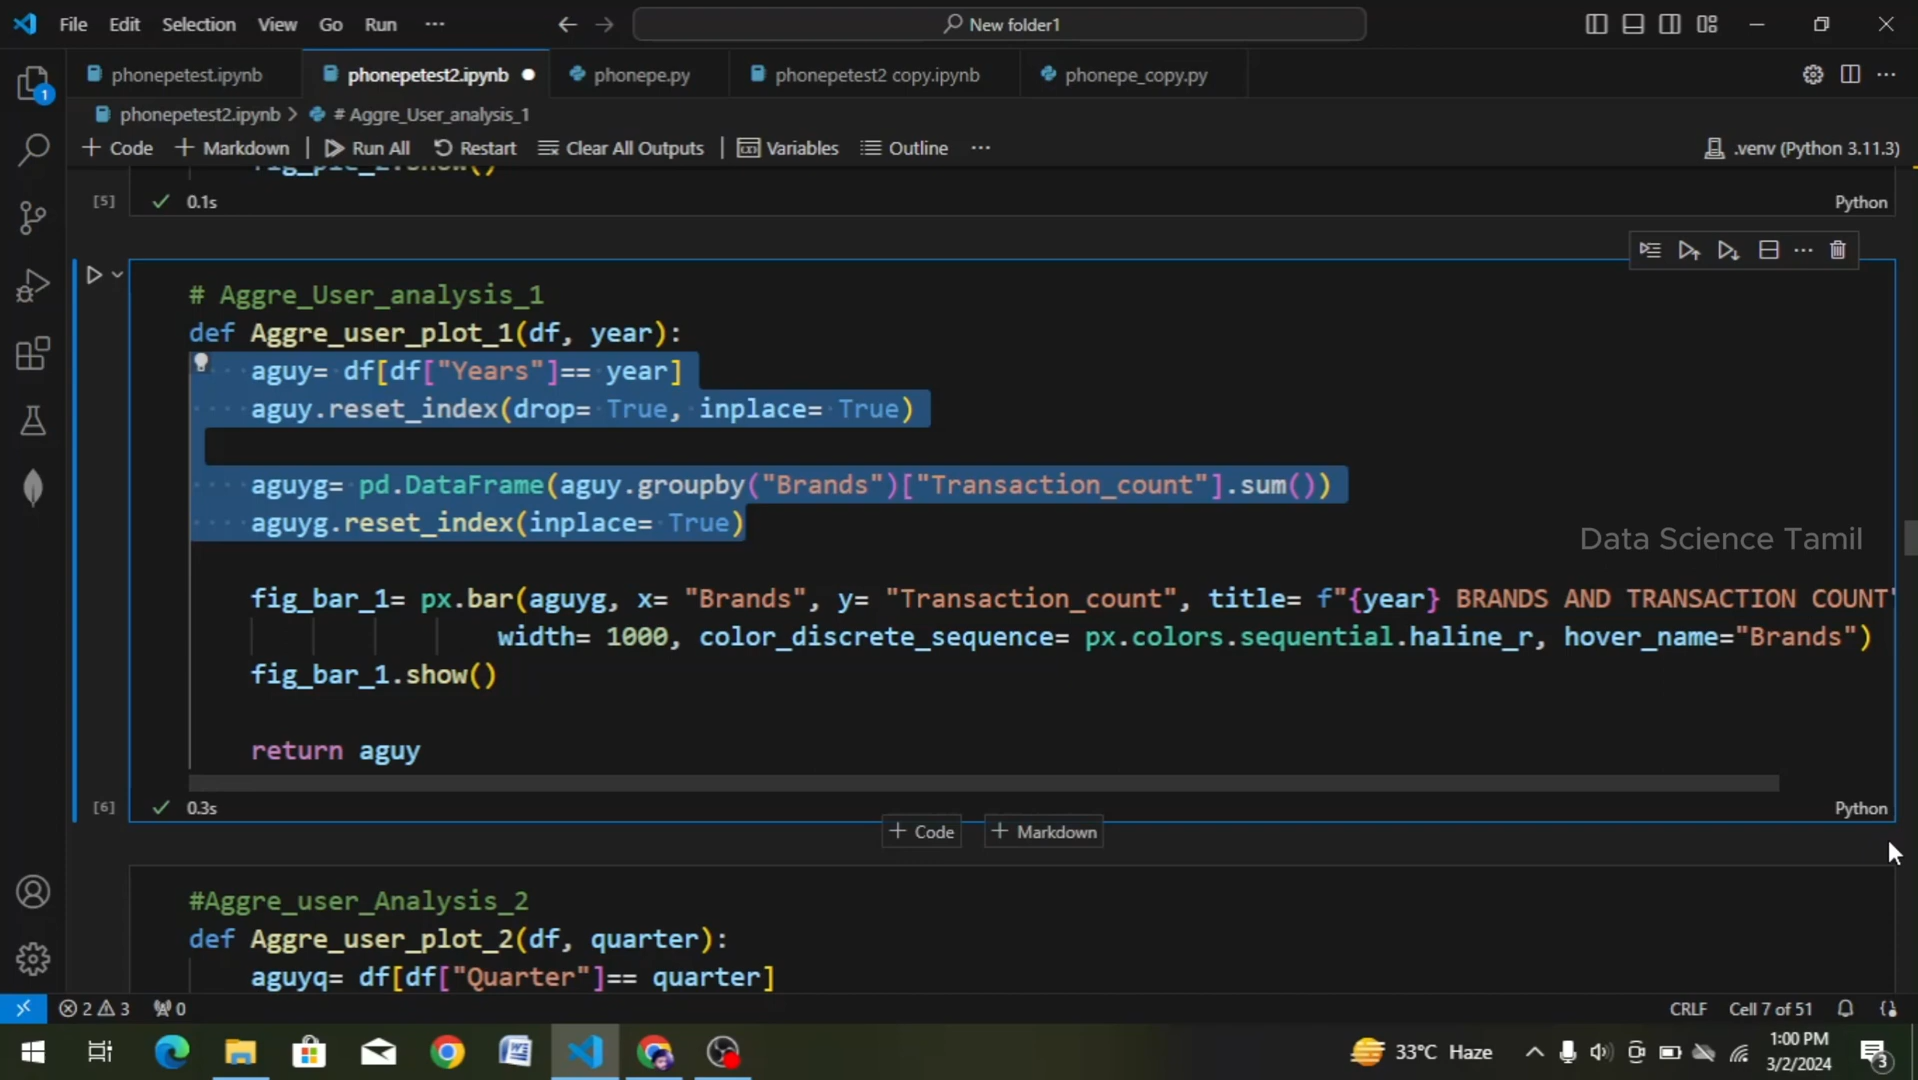 File Edit Selection View Go Run ···
New folder1
phonepetest.ipynb phonepetest2.ipynb phonepe.py phonepetest2 copy.ipynb phonepe_copy.py
1
phonepetest2.ipynb > # Aggre_User_analysis_1
+ Code + Markdown | Run All Restart Clear All Outputs | Variables Outline ··· .venv (Python 3.11.3)
fig_pie_2.show()
[5] ✓ 0.1s Python
# Aggre_User_analysis_1
def Aggre_user_plot_1(df, year):
aguy= df[df["Years"]== year]
aguy.reset_index(drop= True, inplace= True)
aguyg= pd.DataFrame(aguy.groupby("Brands")["Transaction_count"].sum())
aguyg.reset_index(inplace= True)
Data Science Tamil
fig_bar_1= px.bar(aguyg, x= "Brands", y= "Transaction_count", title= f"{year} BRANDS AND TRANSACTION COUNT"
width= 1000, color_discrete_sequence= px.colors.sequential.haline_r, hover_name="Brands")
fig_bar_1.show()
return aguy
[6] ✓ 0.3s Python
+ Code + Markdown
#Aggre_user_Analysis_2
def Aggre_user_plot_2(df, quarter):
aguyq= df[df["Quarter"]== quarter]
2 3 0 CRLF Cell 7 of 51
33°C Haze 1:00 PM
3/2/2024 3